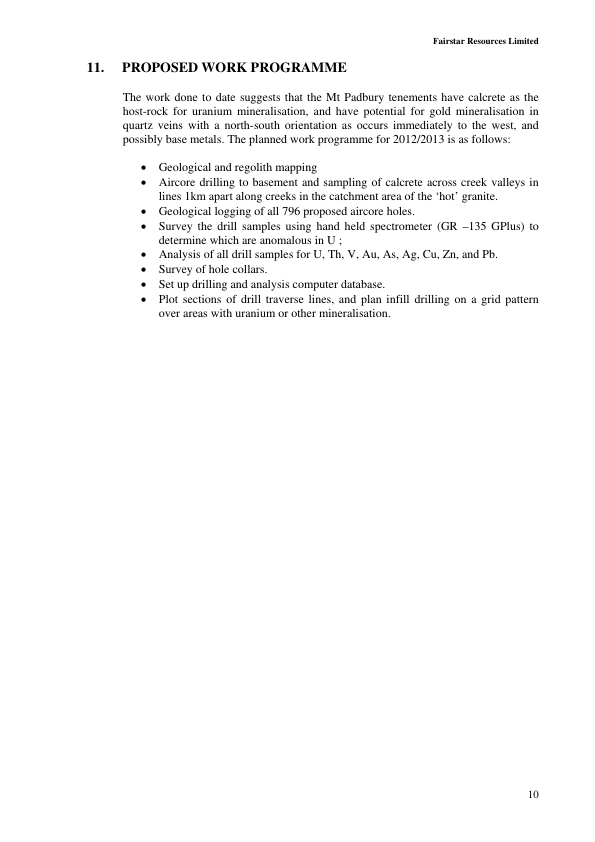 Fairstar Resources Limited
11. PROPOSED WORK PROGRAMME
The work done to date suggests that the Mt Padbury tenements have calcrete as the
host-rock for uranium mineralisation, and have potential for gold mineralisation in
quartz veins with a north-south orientation as occurs immediately to the west, and
possibly base metals. The planned work programme for 2012/2013 is as follows:
• Geological and regolith mapping
• Aircore drilling to basement and sampling of calcrete across creek valleys in
lines 1km apart along creeks in the catchment area of the ‘hot’ granite.
• Geological logging of all 796 proposed aircore holes.
• Survey the drill samples using hand held spectrometer (GR –135 GPlus) to
determine which are anomalous in U ;
• Analysis of all drill samples for U, Th, V, Au, As, Ag, Cu, Zn, and Pb.
• Survey of hole collars.
• Set up drilling and analysis computer database.
• Plot sections of drill traverse lines, and plan infill drilling on a grid pattern
over areas with uranium or other mineralisation.
10